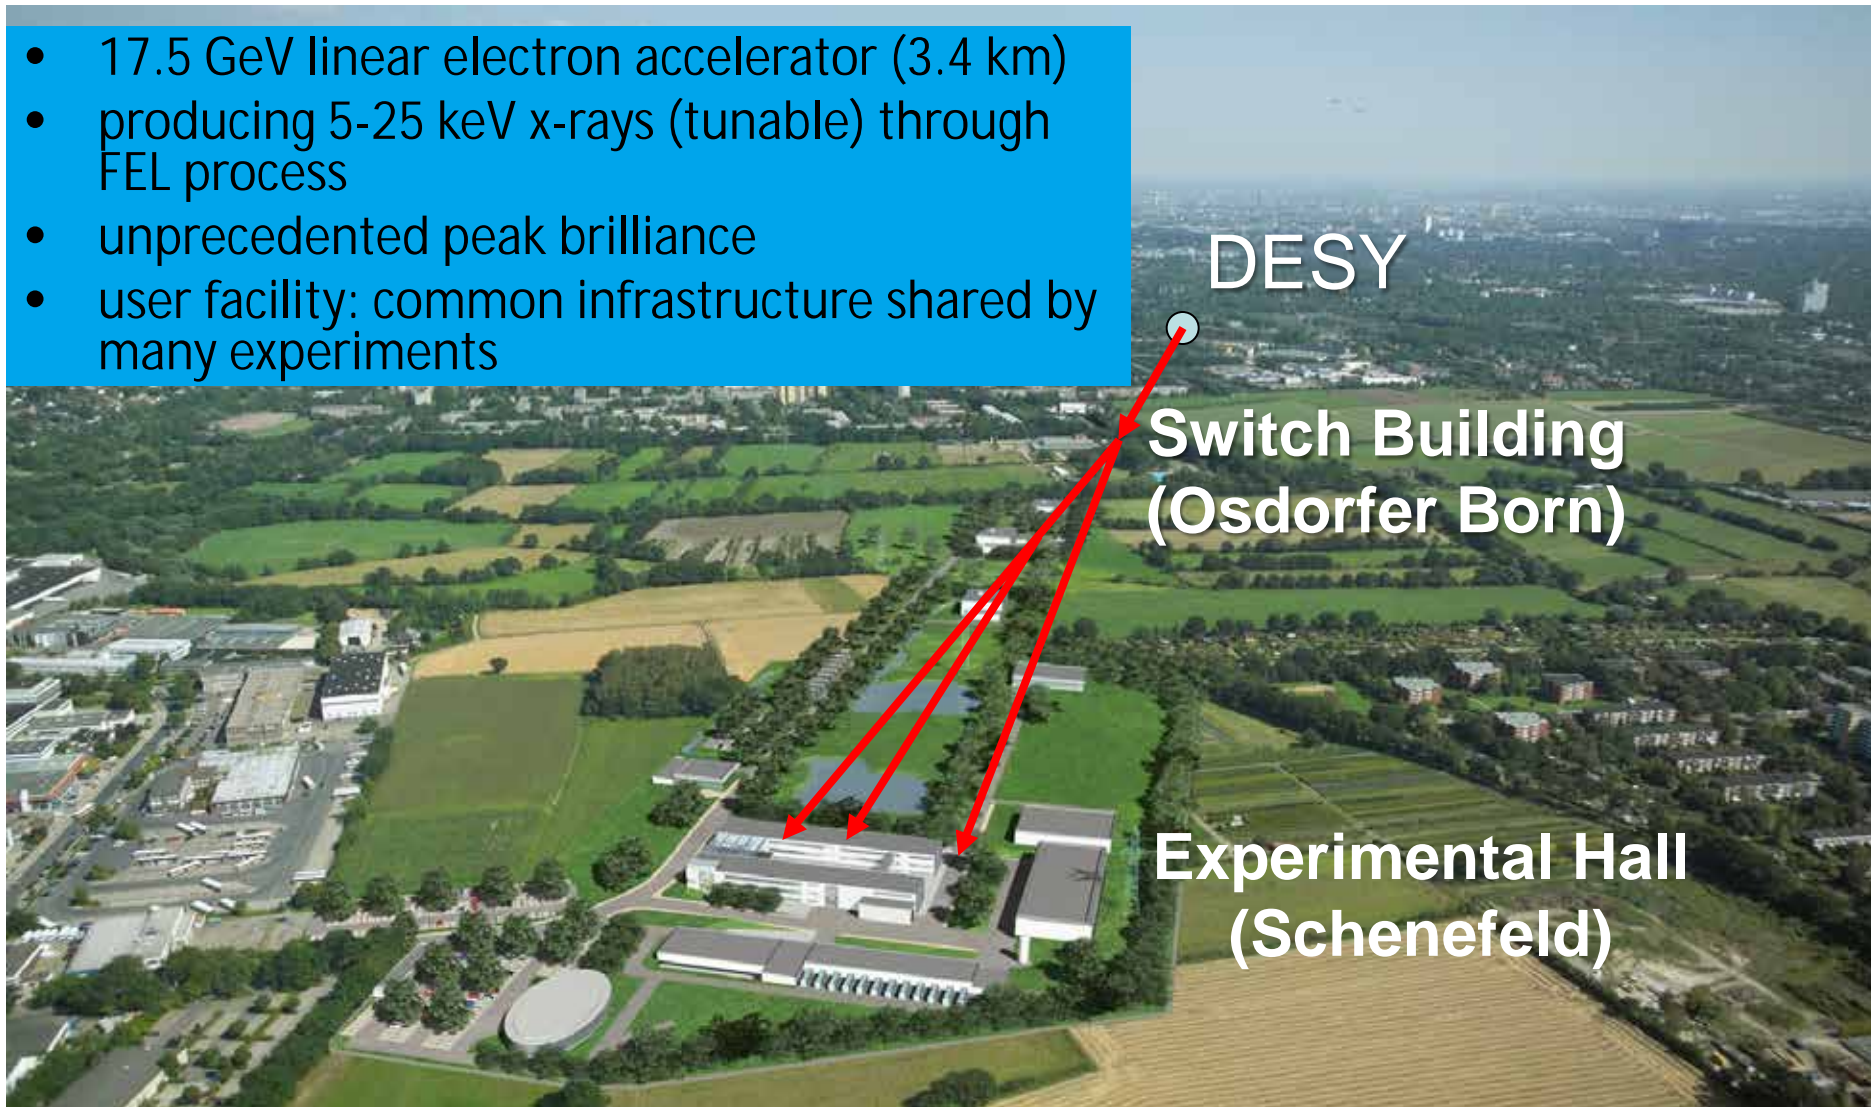 • 17.5 GeV linear electron accelerator (3.4 km)
• producing 5-25 keV x-rays (tunable) through
FEL process
• unprecedented peak brilliance
• user facility: common infrastructure shared by
many experiments
DESY
Switch Building
(Osdorfer Born)
Experimental Hall
(Schenefeld)